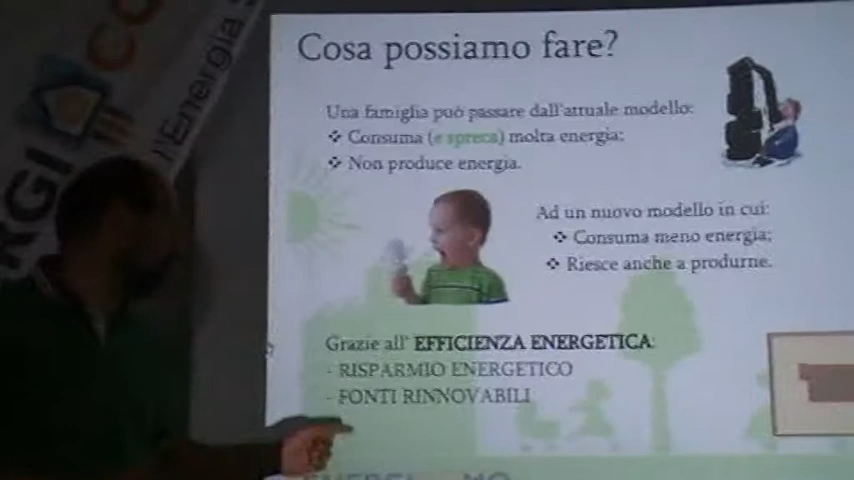 Cosa possiamo fare?
Una famiglia può passare dall'attuale modello:
❖ Consuma (e spreca) molta energia;
❖ Non produce energia.
Ad un nuovo modello in cui:
❖ Consuma meno energia;
❖ Riesce anche a produrne.
Grazie all' EFFICIENZA ENERGETICA:
- RISPARMIO ENERGETICO
- FONTI RINNOVABILI
l'Energia